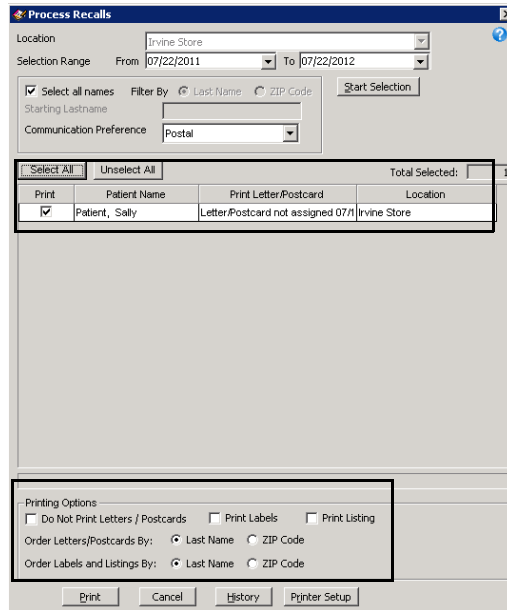 Process Recalls
Location Irvine Store
Selection Range From 07/22/2011 To 07/22/2012
Select all names Filter By Last Name ZIP Code Start Selection
Starting Lastname
Communication Preference Postal
Select All Unselect All Total Selected: 1
Print Patient Name Print Letter/Postcard Location
Patient, Sally Letter/Postcard not assigned 07/1 Irvine Store
Printing Options
Do Not Print Letters / Postcards Print Labels Print Listing
Order Letters/Postcards By: Last Name ZIP Code
Order Labels and Listings By: Last Name ZIP Code
Print Cancel History Printer Setup